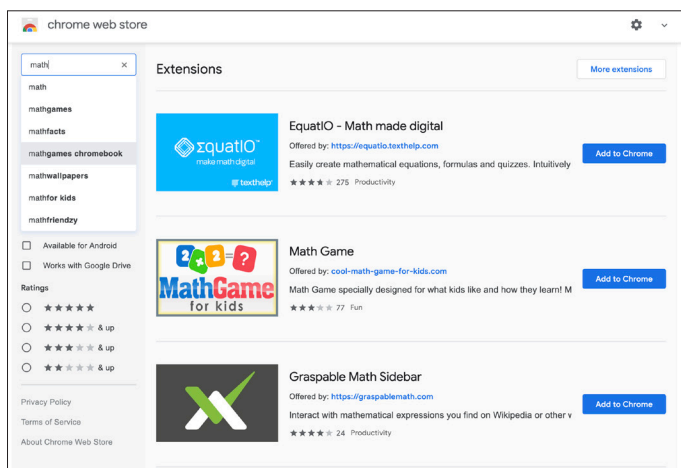 chrome web store
math
math
mathgames
mathfacts
mathgames chromebook
mathwallpapers
mathfor kids
mathfriendzy
Available for Android
Works with Google Drive
Ratings
& up
& up
& up
Privacy Policy
Terms of Service
About Chrome Web Store
Extensions
More extensions
EquatIO
make math digital
texthelp
EquatIO - Math made digital
Offered by: https://equatio.texthelp.com
Easily create mathematical equations, formulas and quizzes. Intuitively
275 Productivity
Add to Chrome
2x2=?
MathGame
for kids
Math Game
Offered by: cool-math-game-for-kids.com
Math Game specially designed for what kids like and how they learn! M
77 Fun
Add to Chrome
Graspable Math Sidebar
Offered by: https://graspablemath.com
Interact with mathematical expressions you find on Wikipedia or other w
24 Productivity
Add to Chrome